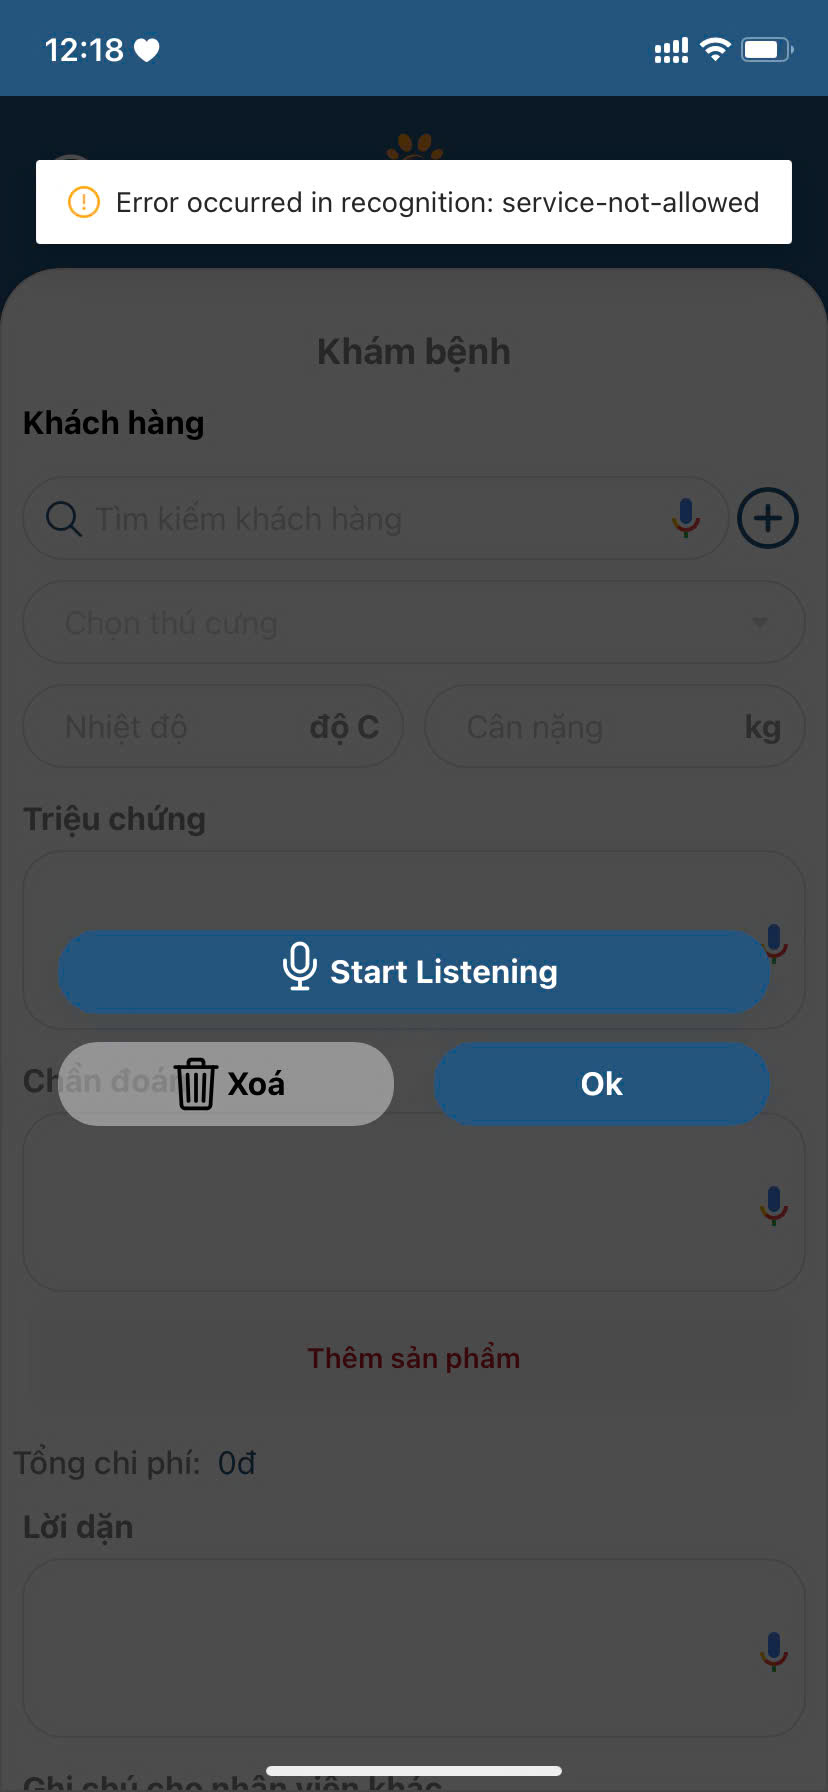 12:18
Error occurred in recognition: service-not-allowed
Khám bệnh
Khách hàng
Tìm kiếm khách hàng
Chọn thú cưng
Nhiệt độ độ C Cân nặng kg
Triệu chứng
Start Listening
Chẩn đoán
Xoá Ok
Thêm sản phẩm
Tổng chi phí: 0đ
Lời dặn
Ghi chú cho nhân viên khác